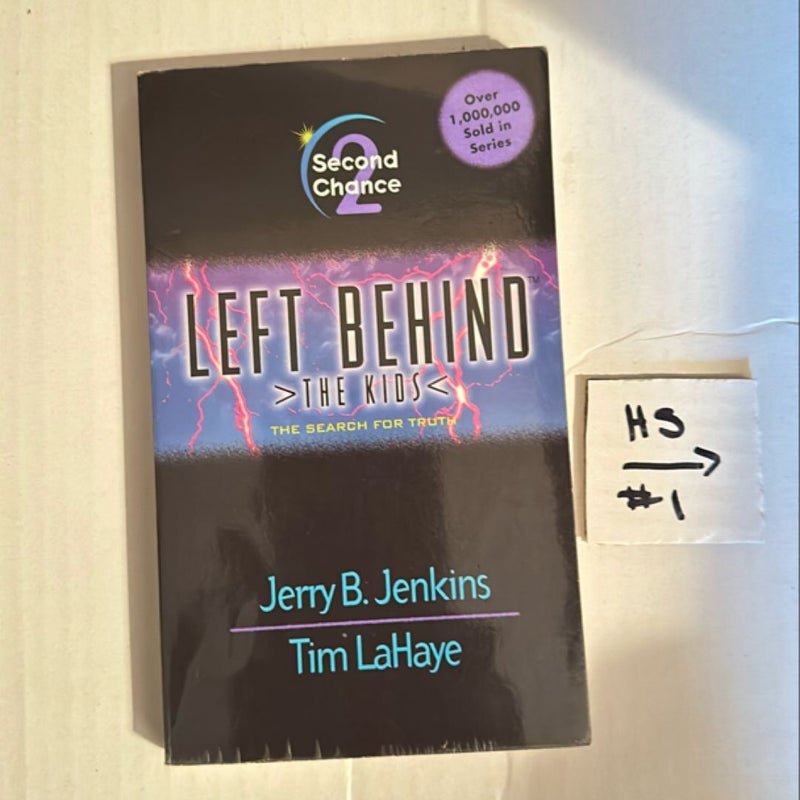 Over
1,000,000
Sold in
Series
2
Second
Chance
LEFT BEHIND™
>THE KIDS<
THE SEARCH FOR TRUTH
Jerry B. Jenkins
Tim LaHaye
HS
→
#1